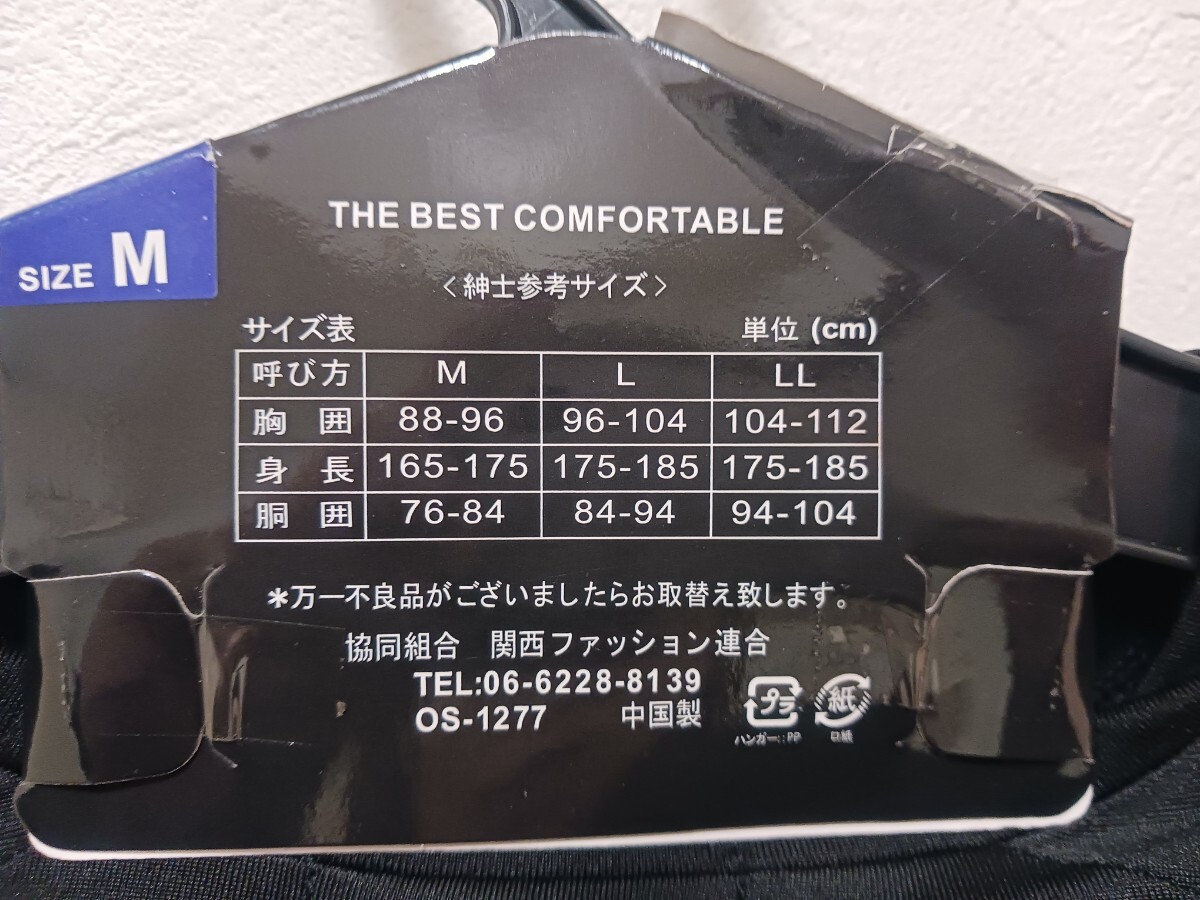 SIZE M
THE BEST COMFORTABLE
〈紳士参考サイズ〉
サイズ表 単位 (cm)
呼び方 M L LL
胸囲 88-96 96-104 104-112
身長 165-175 175-185 175-185
胴囲 76-84 84-94 94-104
*万一不良品がございましたらお取替え致します。
協同組合 関西ファッション連合
TEL:06-6228-8139
OS-1277 中国製
プラ 紙
ハンガー:PP 口紙